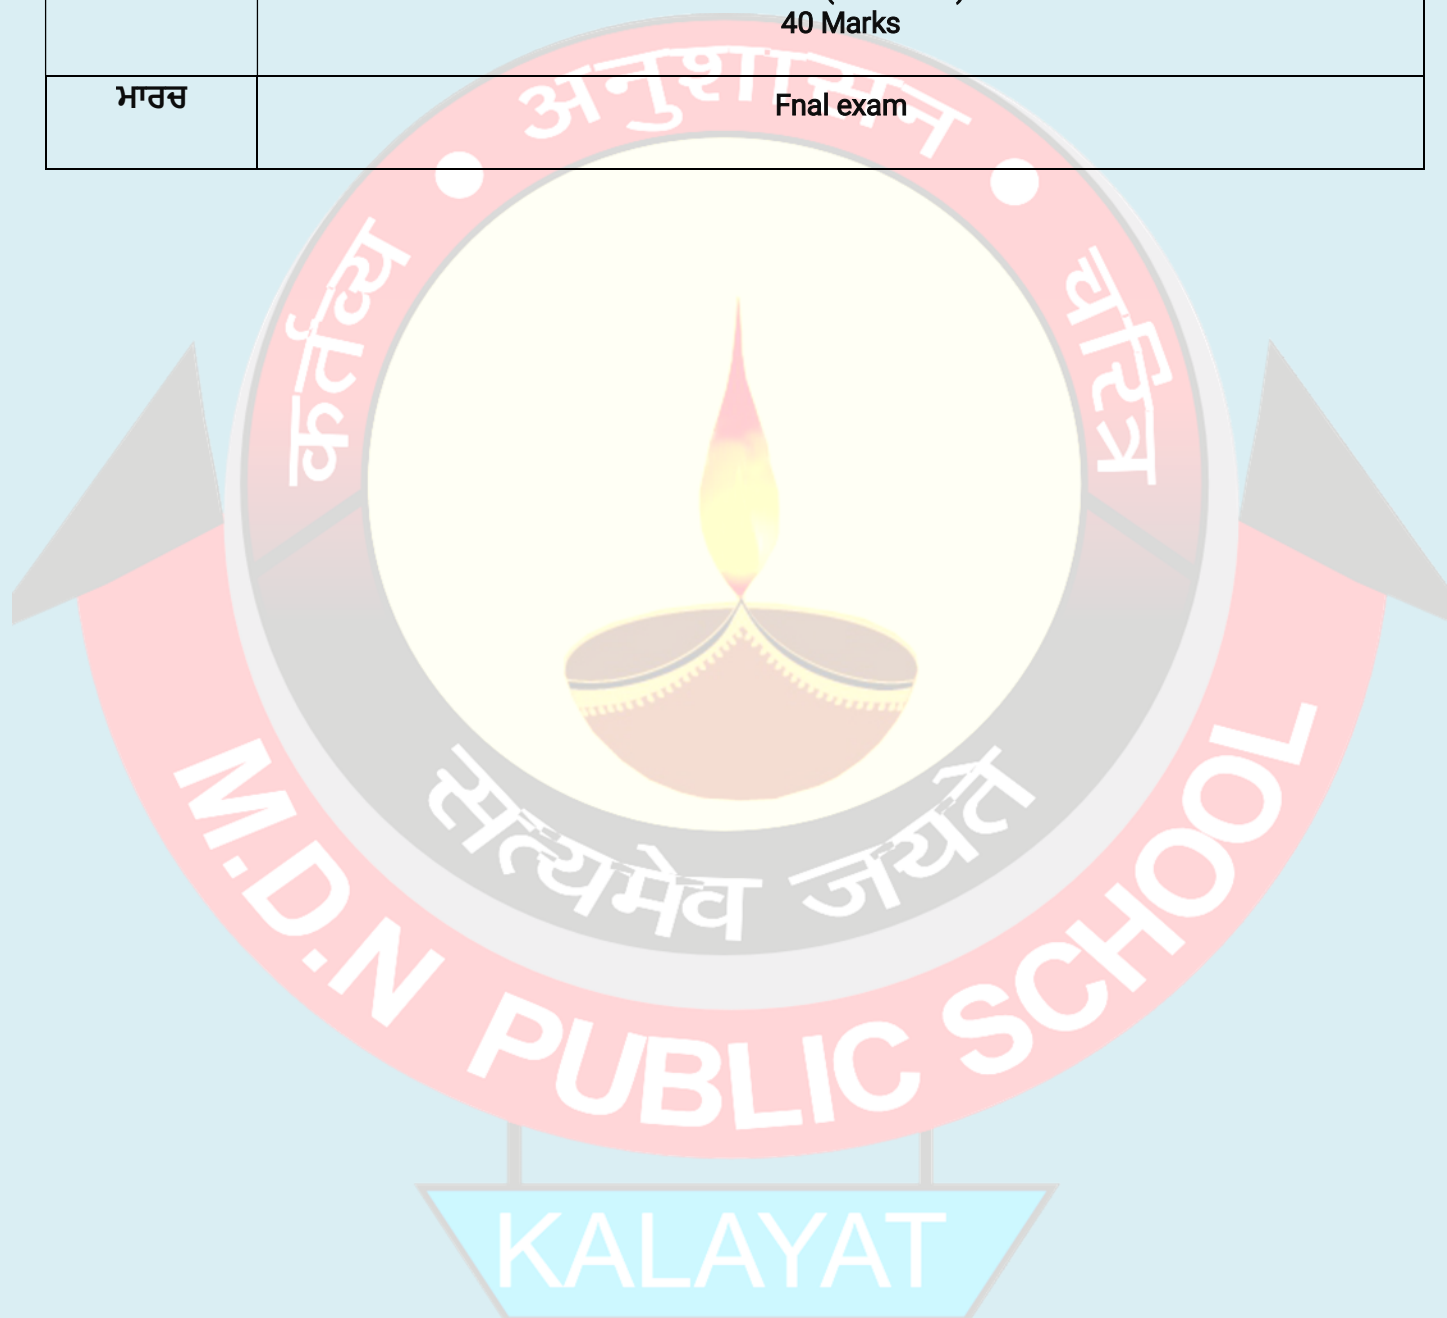 40 Marks
ਮਾਰਚ
Fnal exam
कर्तव्य • अनुशासन • चरित्र
सत्यमेव जयते
M.D.N PUBLIC SCHOOL
KALAYAT